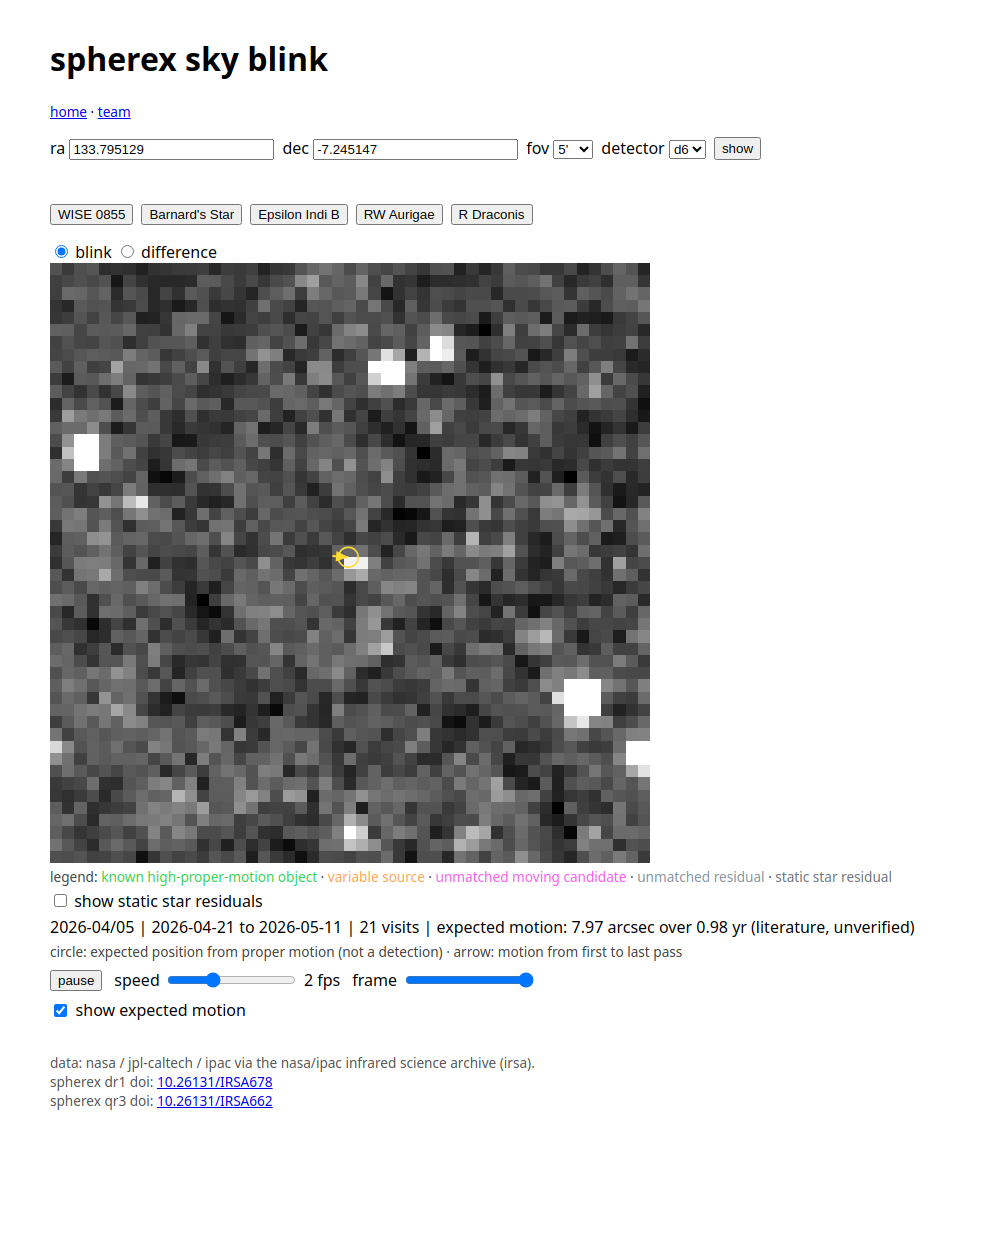 spherex sky blink
home · team
ra 133.795129 dec -7.245147 fov 5' detector d6 show
WISE 0855 Barnard's Star Epsilon Indi B RW Aurigae R Draconis
blink difference
legend: known high-proper-motion object · variable source · unmatched moving candidate · unmatched residual · static star residual
show static star residuals
2026-04/05 | 2026-04-21 to 2026-05-11 | 21 visits | expected motion: 7.97 arcsec over 0.98 yr (literature, unverified)
circle: expected position from proper motion (not a detection) · arrow: motion from first to last pass
pause speed 2 fps frame
show expected motion
data: nasa / jpl-caltech / ipac via the nasa/ipac infrared science archive (irsa).
spherex dr1 doi: 10.26131/IRSA678
spherex qr3 doi: 10.26131/IRSA662